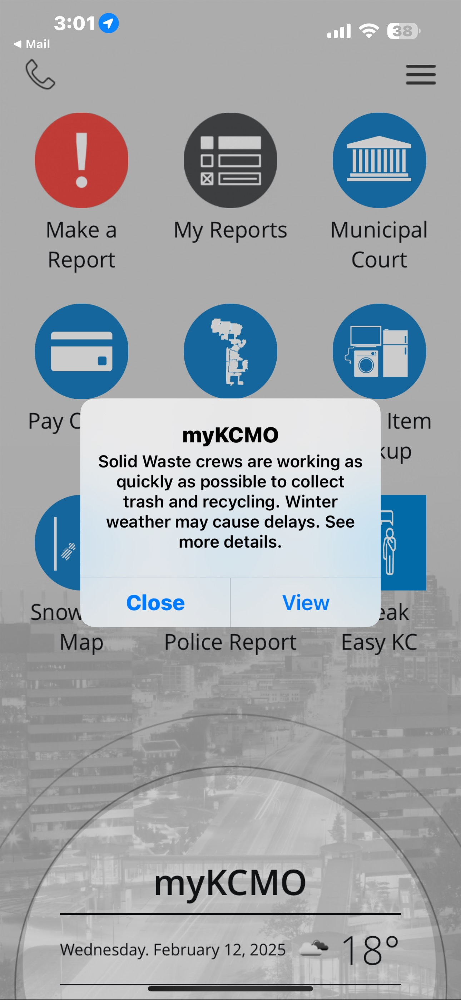 3:01
38
Mail
Make a
Report
My Reports
Municipal
Court
Pay
Item
myKCMO
Solid Waste crews are working as
quickly as possible to collect
trash and recycling. Winter
weather may cause delays. See
more details.
Close
View
Snow
Map
Police Report
Easy KC
myKCMO
Wednesday. February 12, 2025
18°